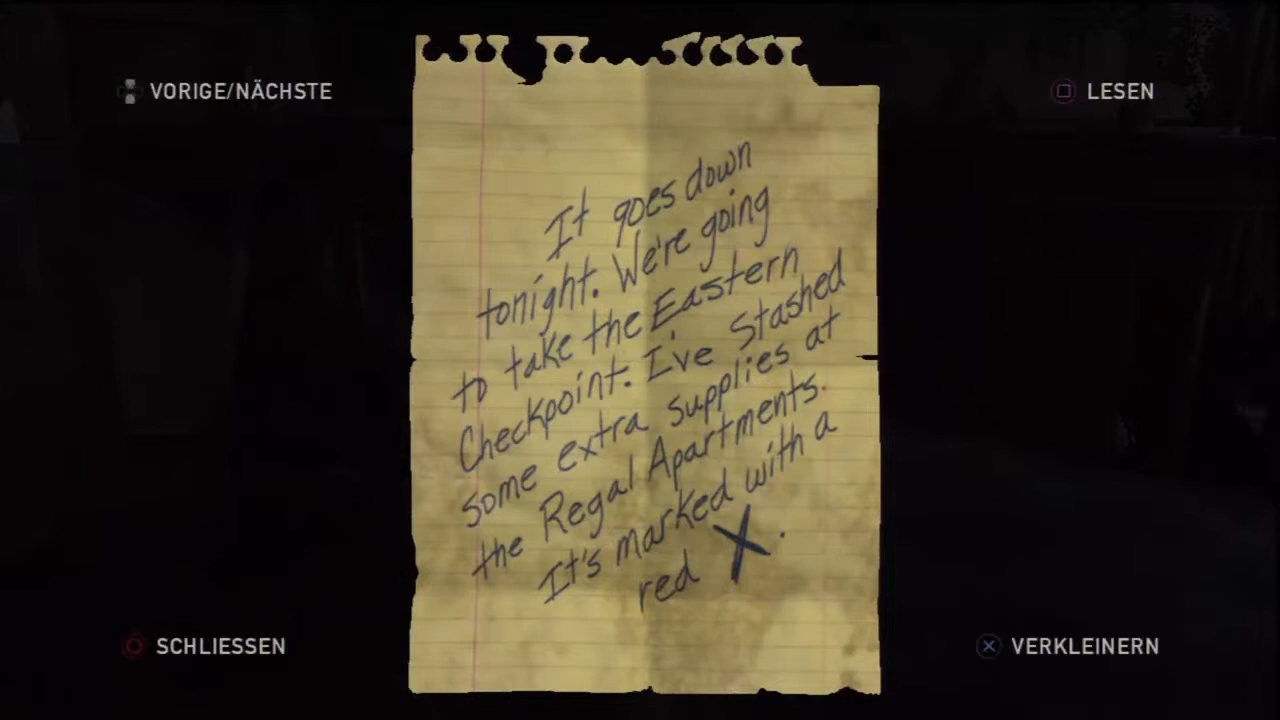 VORIGE/NÄCHSTE
LESEN
It goes down
tonight. We're going
to take the Eastern
Checkpoint. I've Stashed
some extra supplies at
the Regal Apartments.
It's marked with a
red X.
SCHLIESSEN
VERKLEINERN